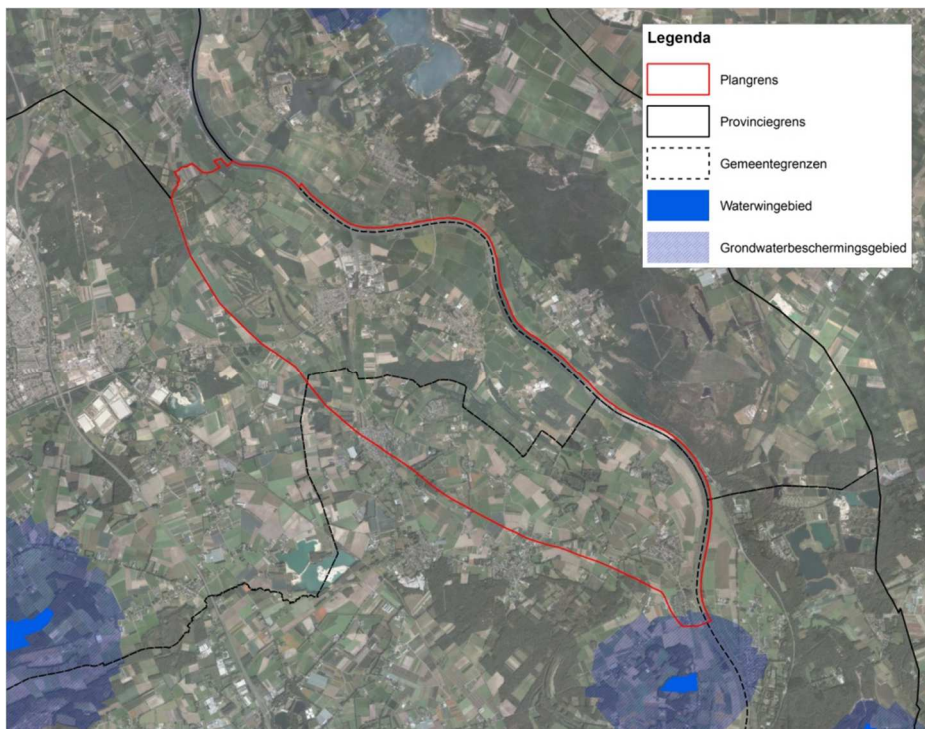 Legenda
Plangrens
Provinciegrens
Gemeentegrenzen
Waterwingebied
Grondwaterbeschermingsgebied